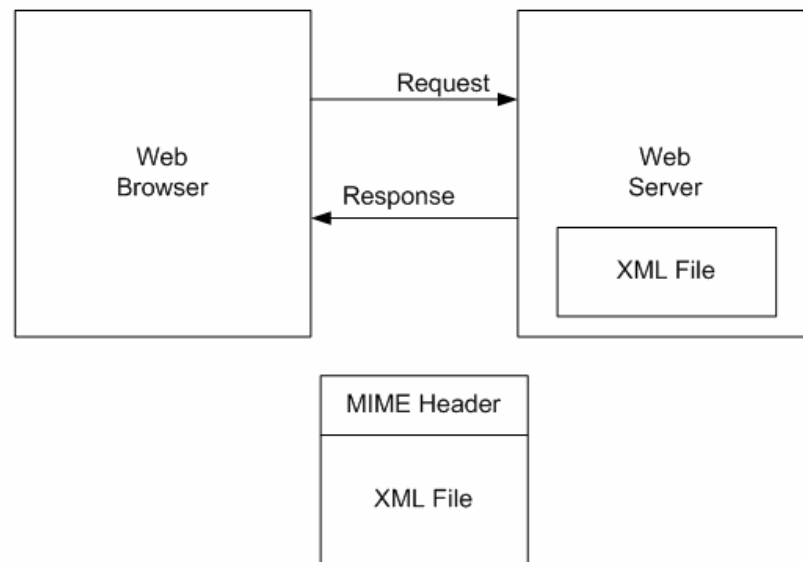 Request
Web
Browser
Web
Server
Response
XML File
MIME Header
XML File